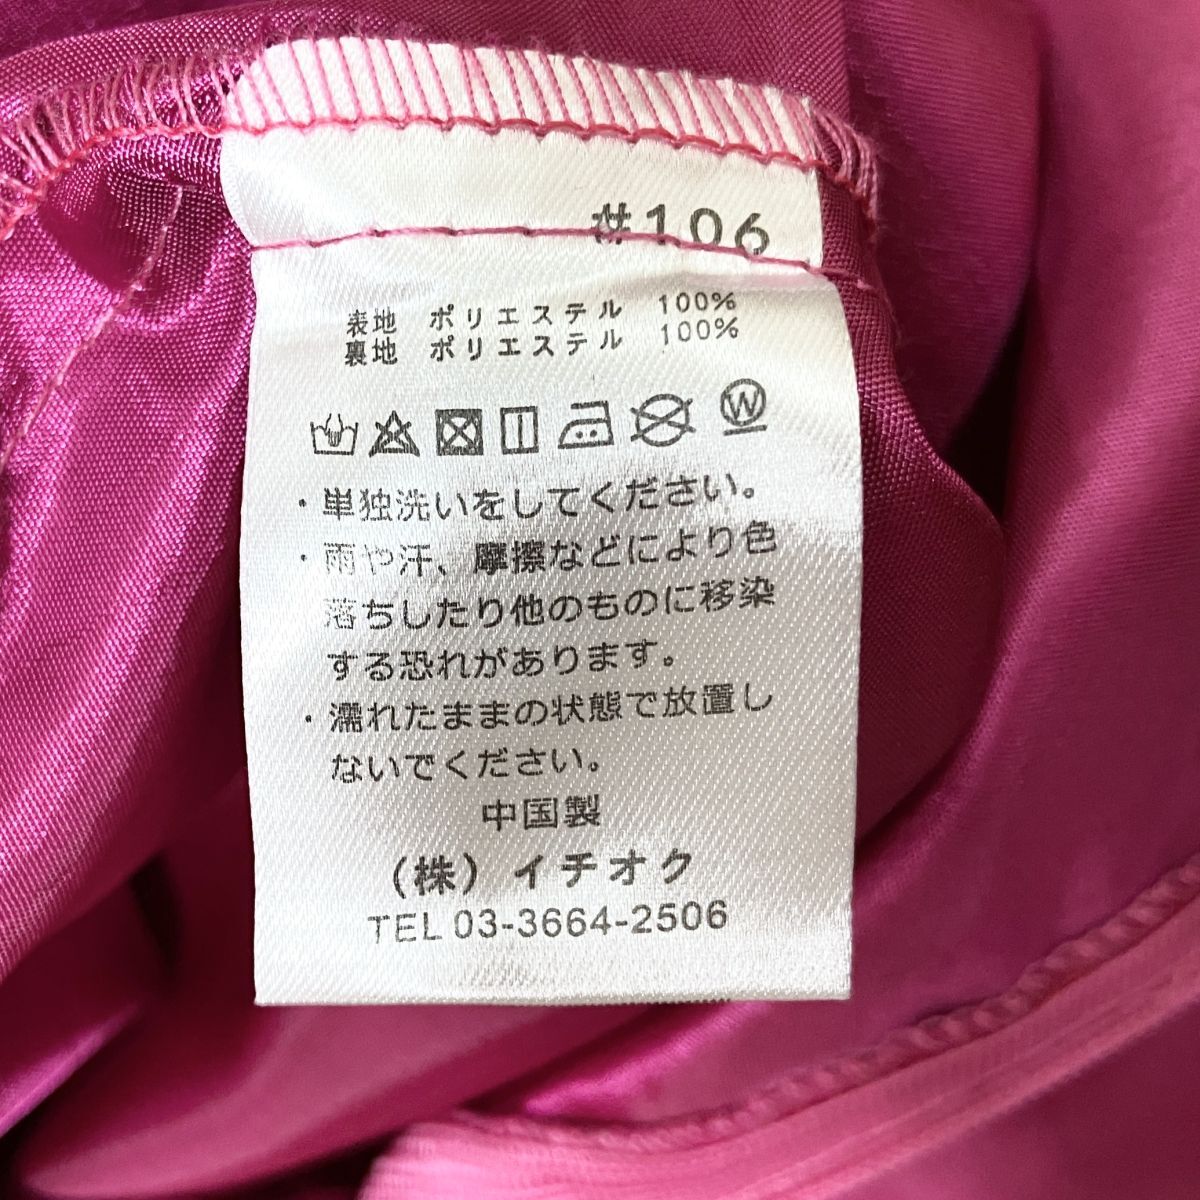 #106
表地 ポリエステル 100%
裏地 ポリエステル 100%
W
・単独洗いをしてください。
・雨や汗、摩擦などにより色
落ちしたり他のものに移染
する恐れがあります。
・濡れたままの状態で放置し
ないでください。
中国製
(株)イチオク
TEL 03-3664-2506